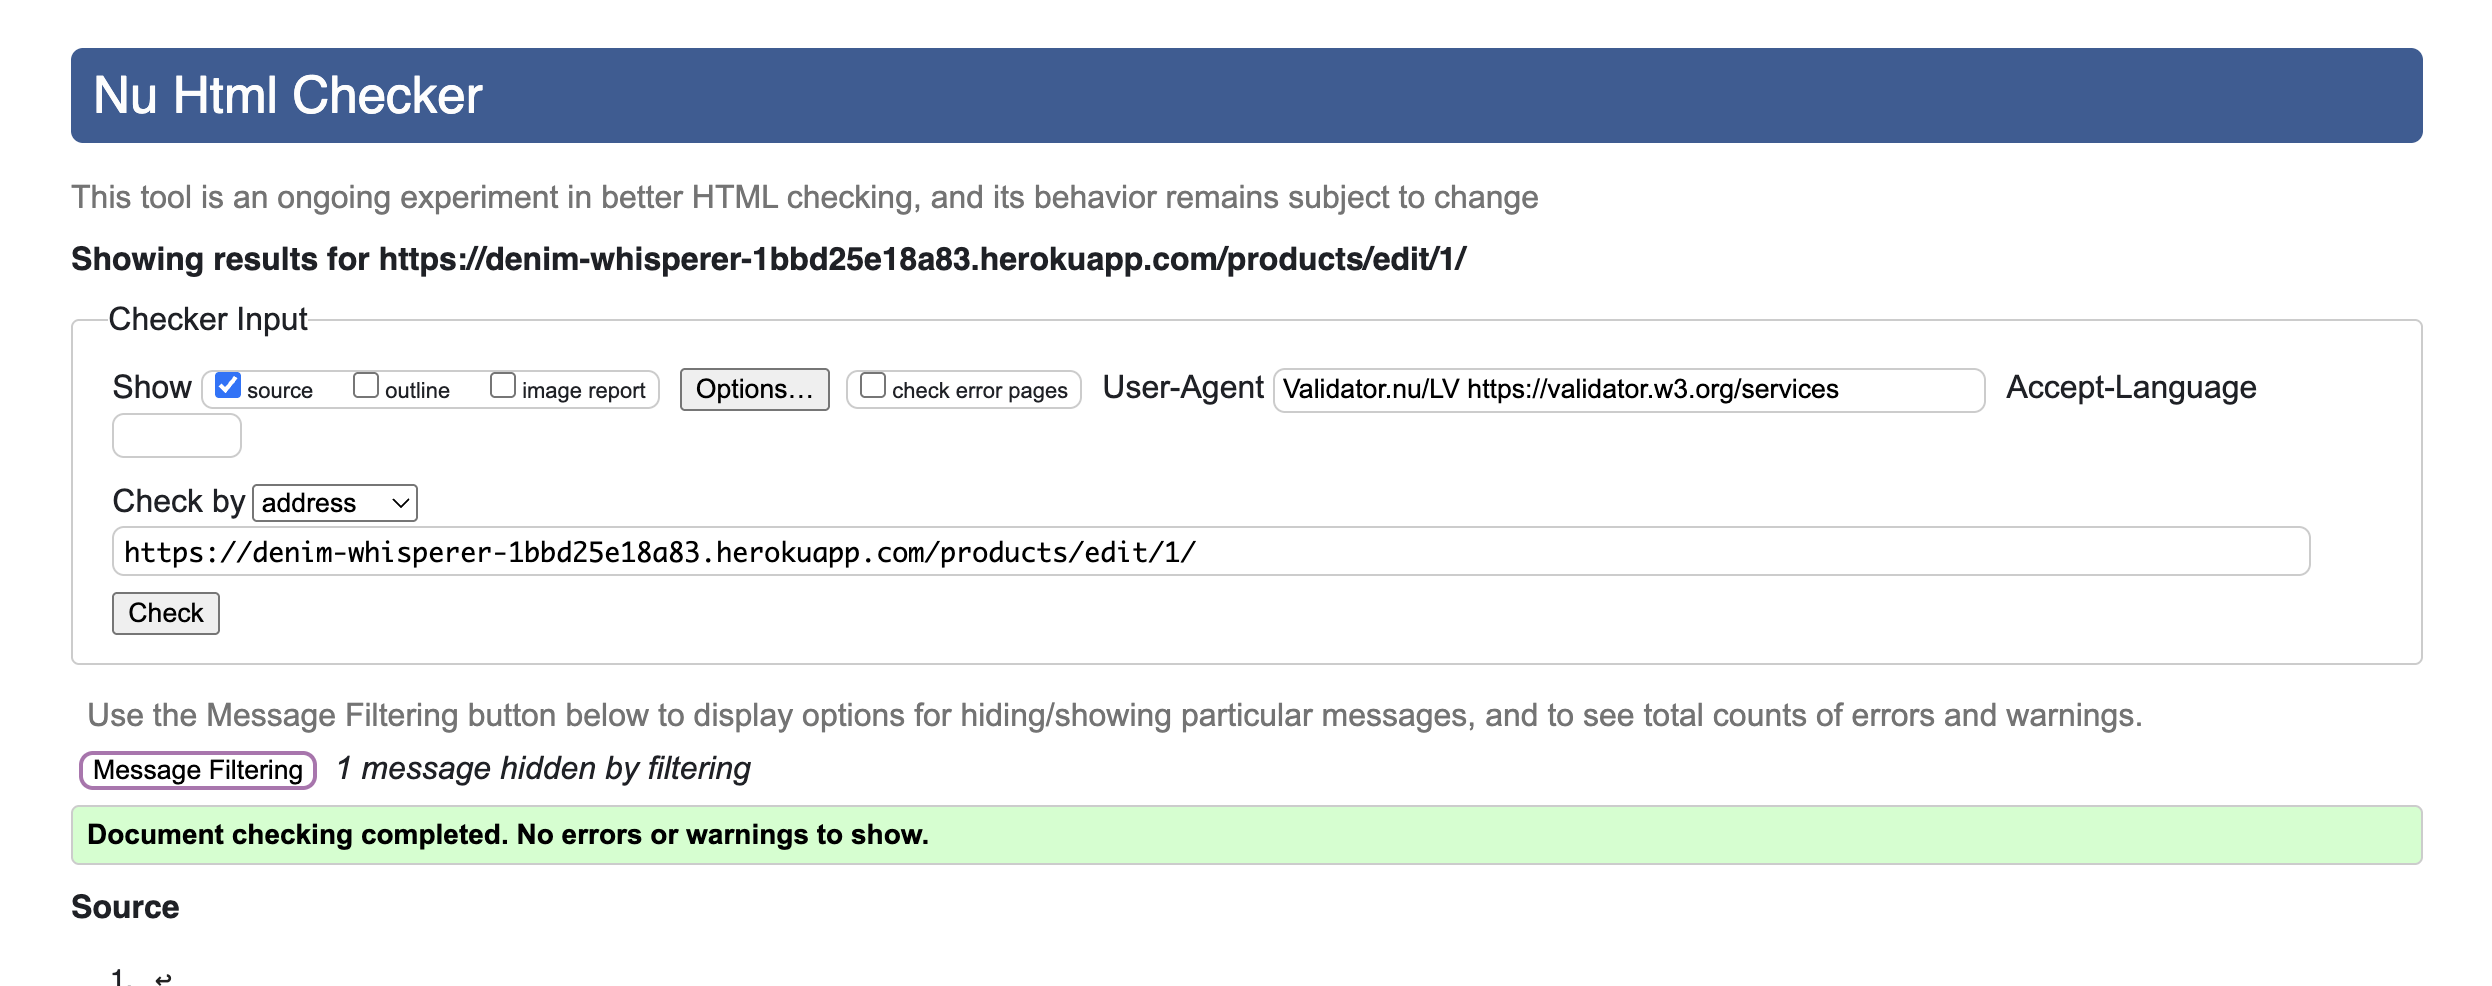 Nu Html Checker
This tool is an ongoing experiment in better HTML checking, and its behavior remains subject to change
Showing results for https://denim-whisperer-1bbd25e18a83.herokuapp.com/products/edit/1/
Checker Input
Show source outline image report Options... check error pages User-Agent Validator.nu/LV https://validator.w3.org/services Accept-Language
Check by address
https://denim-whisperer-1bbd25e18a83.herokuapp.com/products/edit/1/
Check
Use the Message Filtering button below to display options for hiding/showing particular messages, and to see total counts of errors and warnings.
Message Filtering 1 message hidden by filtering
Document checking completed. No errors or warnings to show.
Source
1. ↩